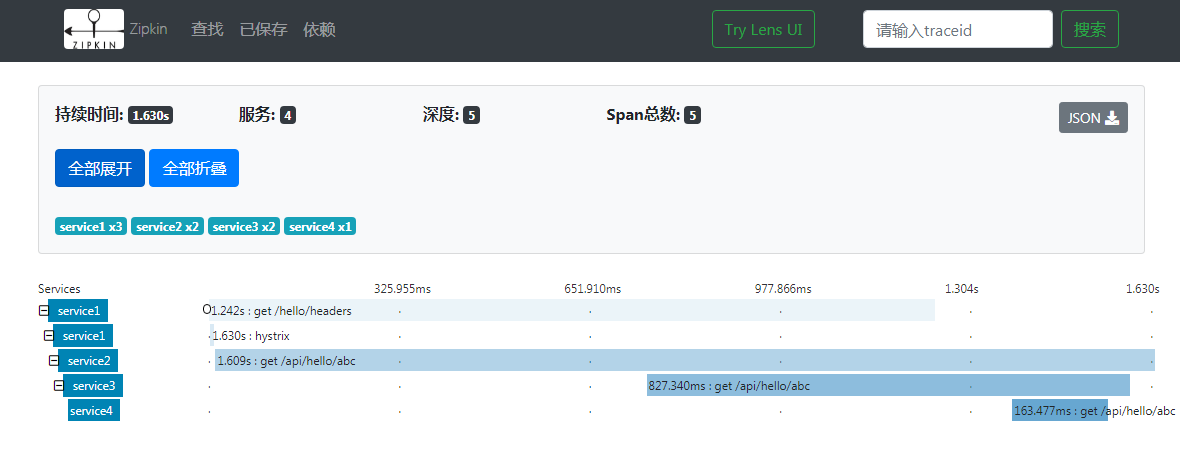 ZIPKIN Zipkin 查找 已保存 依赖 Try Lens UI 请输入traceid 搜索
持续时间: 1.630s 服务: 4 深度: 5 Span总数: 5 JSON
全部展开 全部折叠
service1 x3 service2 x2 service3 x2 service4 x1
Services 325.955ms 651.910ms 977.866ms 1.304s 1.630s
service1 1.242s : get /hello/headers
service1 1.630s : hystrix
service2 1.609s : get /api/hello/abc
service3 827.340ms : get /api/hello/abc
service4 163.477ms : get /api/hello/abc